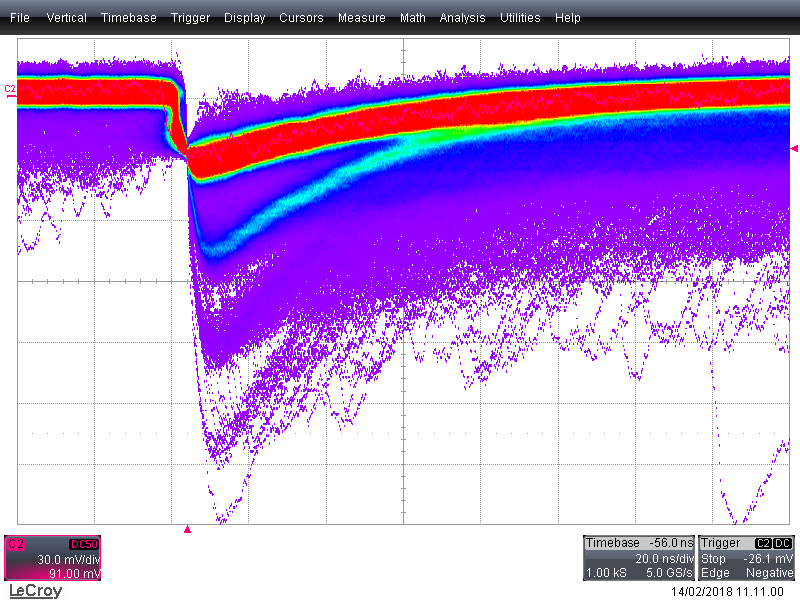 File Vertical Timebase Trigger Display Cursors Measure Math Analysis Utilities Help
C2
C2 DC50
30.0 mV/div
91.00 mV
Timebase -56.0 ns
20.0 ns/div
1.00 kS 5.0 GS/s
Trigger C2 DC
Stop -26.1 mV
Edge Negative
LeCroy
14/02/2018 11.11.00